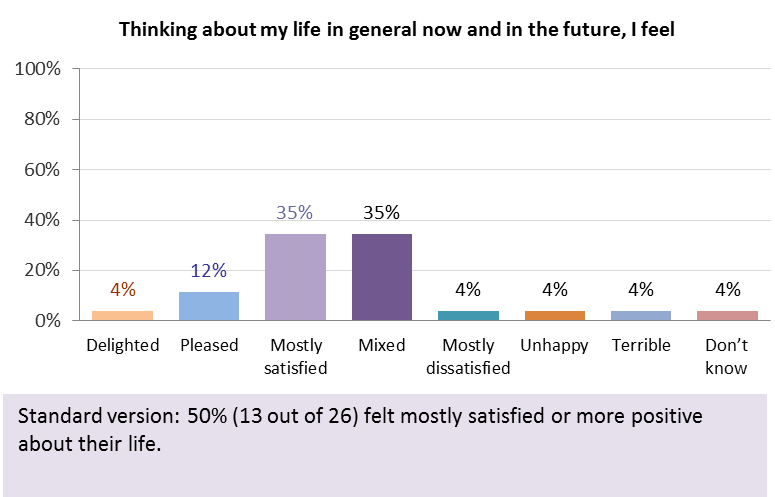 Thinking about my life in general now and in the future, I feel
100%
80%
60%
40%
20%
0%
4%
12%
35%
35%
4%
4%
4%
4%
Delighted
Pleased
Mostly
satisfied
Mixed
Mostly
dissatisfied
Unhappy
Terrible
Don't
know
Standard version: 50% (13 out of 26) felt mostly satisfied or more positive
about their life.